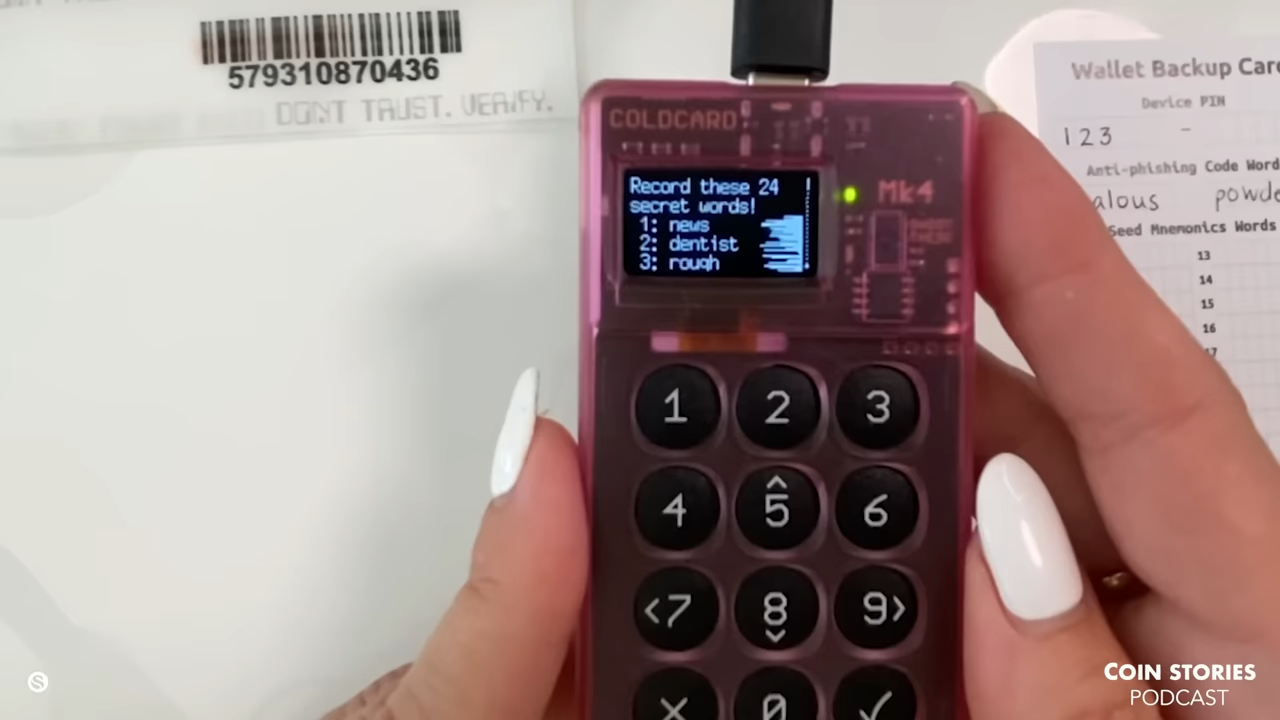 579310870436
DONT TRUST. VERIFY.
COLDCARD
Mk4
Record these 24
secret words!
1: news
2: dentist
3: rough
1 2 3
4 5 6
<7 8 9>
X 0 ✓
Wallet Backup Card
Device PIN
123 -
Anti-phishing Code Word
powde
Seed Mnemonics Words
13
14
15
16
17
COIN STORIES
PODCAST